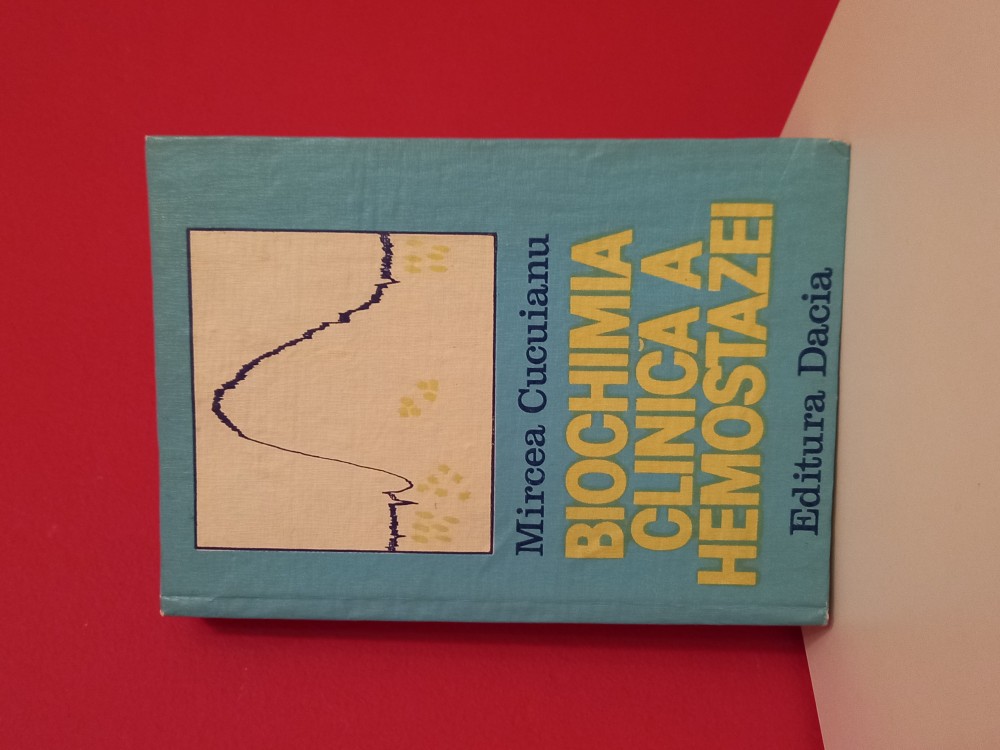 Mircea Cucuianu
BIOCHIMIA
CLINICĂ A
HEMOSTAZEI
Editura Dacia